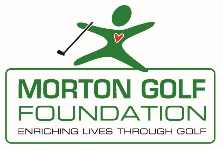 MORTON GOLF
FOUNDATION
ENRICHING LIVES THROUGH GOLF